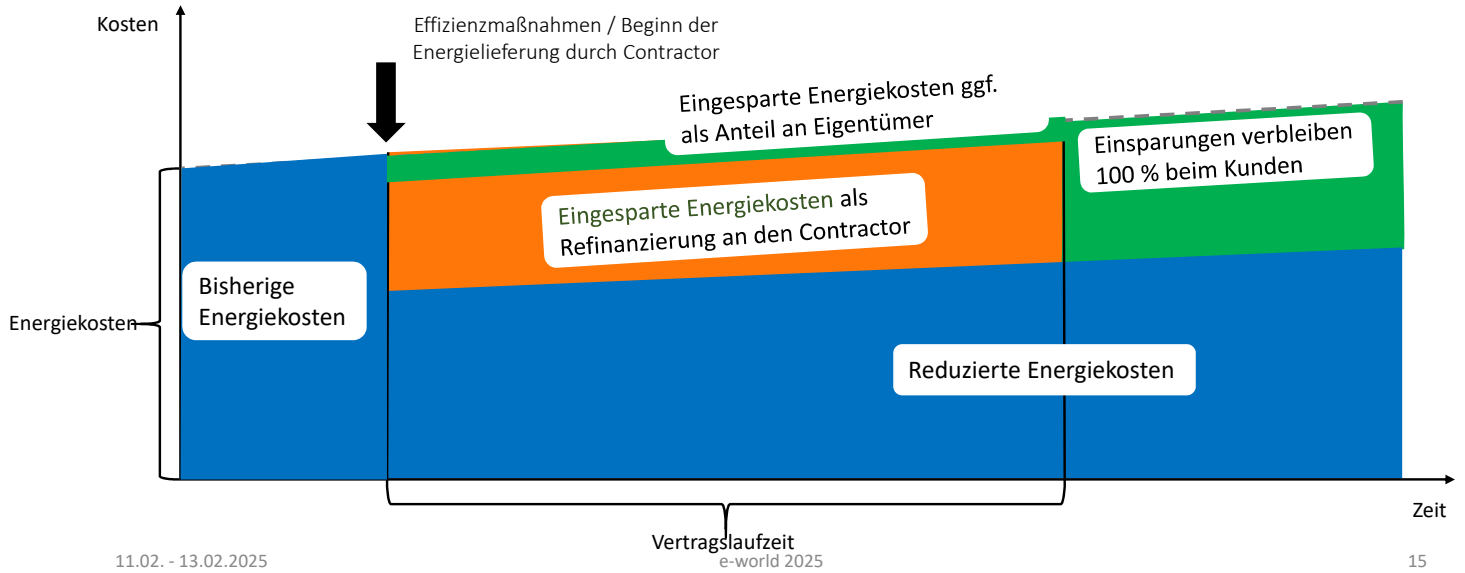 Kosten
Effizienzmaßnahmen / Beginn der
Energielieferung durch Contractor
Eingesparte Energiekosten ggf.
als Anteil an Eigentümer
Einsparungen verbleiben
100 % beim Kunden
Eingesparte Energiekosten als
Refinanzierung an den Contractor
Bisherige
Energiekosten
Energiekosten
Reduzierte Energiekosten
Zeit
Vertragslaufzeit
11.02. - 13.02.2025
e-world 2025
15